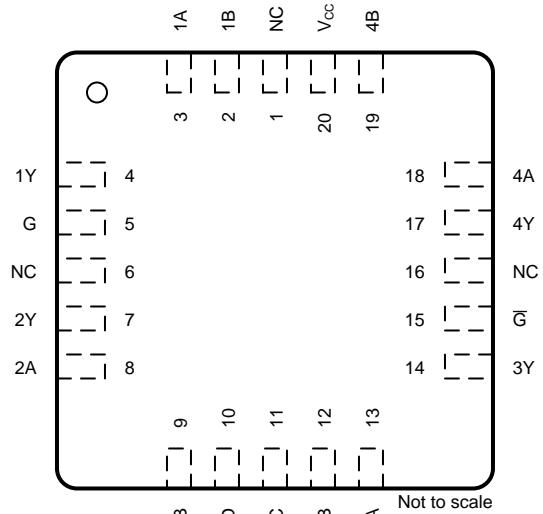 1A 1B NC VCC 4B
3 2 1 20 19
1Y 4 18 4A
G 5 17 4Y
NC 6 16 NC
2Y 7 15 G̅
2A 8 14 3Y
9 10 11 12 13
Not to scale